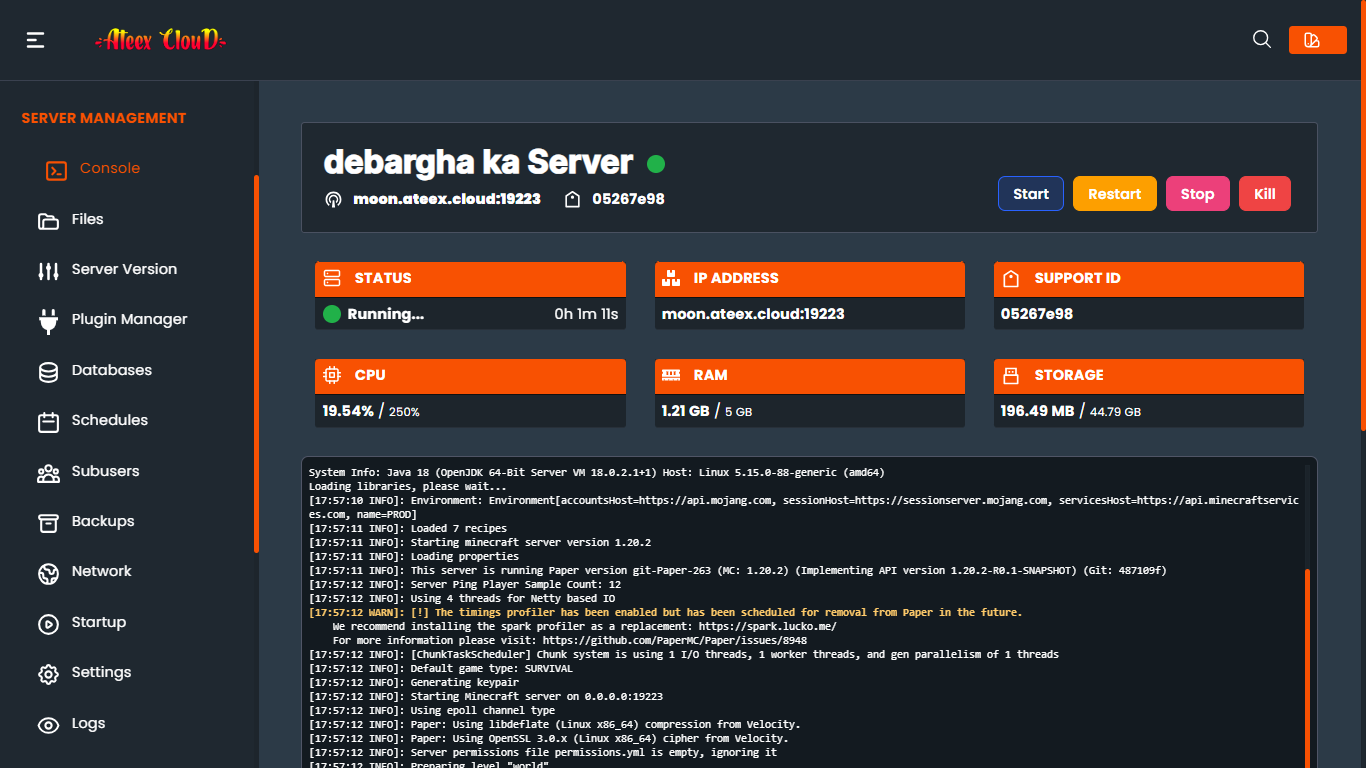 Ateex ClouD
SERVER MANAGEMENT
Console
Files
Server Version
Plugin Manager
Databases
Schedules
Subusers
Backups
Network
Startup
Settings
Logs
debargha ka Server
moon.ateex.cloud:19223 05267e98
Start Restart Stop Kill
STATUS
Running... 0h 1m 11s
IP ADDRESS
moon.ateex.cloud:19223
SUPPORT ID
05267e98
CPU
19.54% / 250%
RAM
1.21 GB / 5 GB
STORAGE
196.49 MB / 44.79 GB
System Info: Java 18 (OpenJDK 64-Bit Server VM 18.0.2.1+1) Host: Linux 5.15.0-88-generic (amd64)
Loading libraries, please wait...
[17:57:10 INFO]: Environment: Environment[accountsHost=https://api.mojang.com, sessionHost=https://sessionserver.mojang.com, servicesHost=https://api.minecraftservic
es.com, name=PROD]
[17:57:11 INFO]: Loaded 7 recipes
[17:57:11 INFO]: Starting minecraft server version 1.20.2
[17:57:11 INFO]: Loading properties
[17:57:11 INFO]: This server is running Paper version git-Paper-263 (MC: 1.20.2) (Implementing API version 1.20.2-R0.1-SNAPSHOT) (Git: 487109f)
[17:57:12 INFO]: Server Ping Player Sample Count: 12
[17:57:12 INFO]: Using 4 threads for Netty based IO
[17:57:12 WARN]: [!] The timings profiler has been enabled but has been scheduled for removal from Paper in the future.
We recommend installing the spark profiler as a replacement: https://spark.lucko.me/
For more information please visit: https://github.com/PaperMC/Paper/issues/8948
[17:57:12 INFO]: [ChunkTaskScheduler] Chunk system is using 1 I/O threads, 1 worker threads, and gen parallelism of 1 threads
[17:57:12 INFO]: Default game type: SURVIVAL
[17:57:12 INFO]: Generating keypair
[17:57:12 INFO]: Starting Minecraft server on 0.0.0.0:19223
[17:57:12 INFO]: Using epoll channel type
[17:57:12 INFO]: Paper: Using libdeflate (Linux x86_64) compression from Velocity.
[17:57:12 INFO]: Paper: Using OpenSSL 3.0.x (Linux x86_64) cipher from Velocity.
[17:57:12 INFO]: Server permissions file permissions.yml is empty, ignoring it
[17:57:12 INFO]: Preparing level "world"